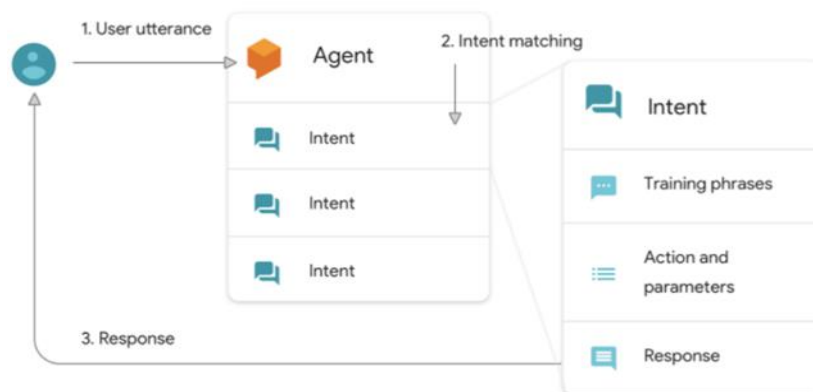 1. User utterance
Agent
2. Intent matching
Intent
Intent
Intent
Intent
Training phrases
Action and
parameters
Response
3. Response